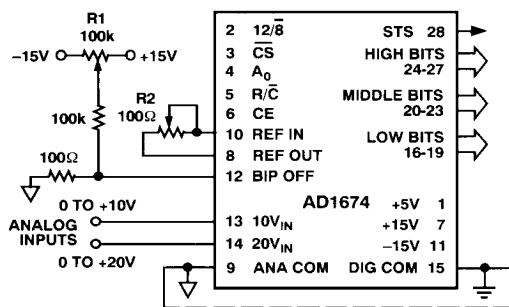 R1
100k
–15V
+15V
100k
R2
100Ω
100Ω
0 TO +10V
ANALOG
INPUTS
0 TO +20V
2 12/8̅
3 C̅S̅
4 A₀
5 R/C̅
6 CE
10 REF IN
8 REF OUT
12 BIP OFF
13 10VIN
14 20VIN
9 ANA COM
STS 28
HIGH BITS
24-27
MIDDLE BITS
20-23
LOW BITS
16-19
AD1674
+5V 1
+15V 7
–15V 11
DIG COM 15